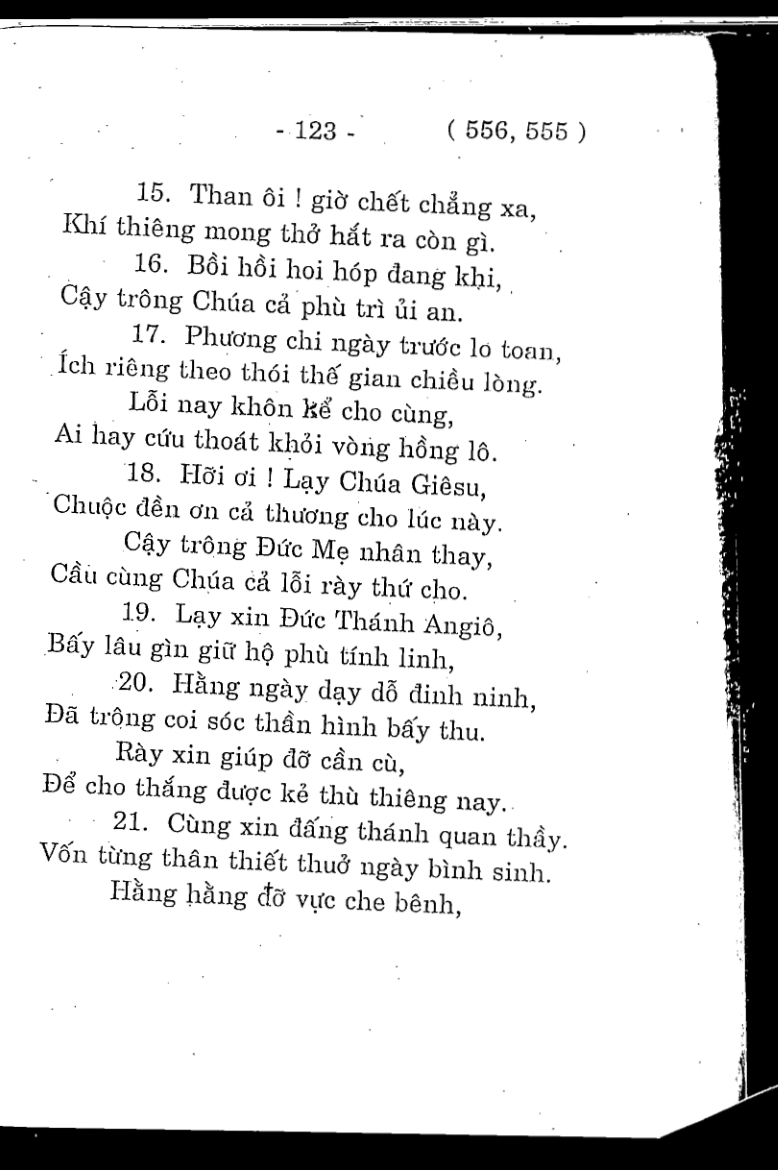 - 123 - ( 556, 555 )
15. Than ôi ! giờ chết chẳng xa,
Khí thiêng mong thở hắt ra còn gì.
16. Bồi hồi hoi hóp đang khi,
Cậy trông Chúa cả phù trì ủi an.
17. Phương chi ngày trước lo toan,
Ích riêng theo thói thế gian chiều lòng.
Lỗi nay khôn kể cho cùng,
Ai hay cứu thoát khỏi vòng hồng lô.
18. Hỡi ơi ! Lạy Chúa Giêsu,
Chuộc đền ơn cả thương cho lúc này.
Cậy trông Đức Mẹ nhân thay,
Cầu cùng Chúa cả lỗi rày thứ cho.
19. Lạy xin Đức Thánh Angiô,
Bấy lâu gìn giữ hộ phù tính linh,
20. Hằng ngày dạy dỗ đinh ninh,
Đã trộng coi sóc thần hình bấy thu.
Rày xin giúp đỡ cần cù,
Để cho thắng được kẻ thù thiêng nay.
21. Cùng xin đấng thánh quan thầy.
Vốn từng thân thiết thuở ngày bình sinh.
Hằng hằng đỡ vực che bênh,